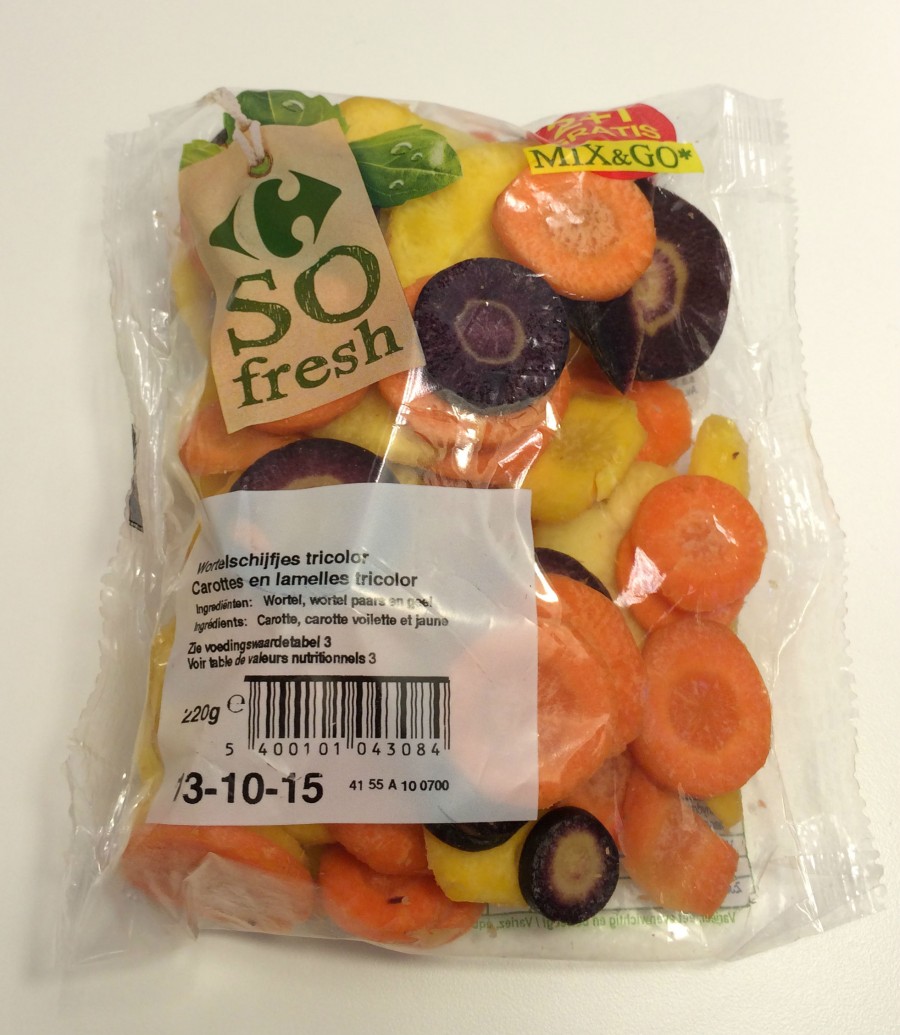 2+1
GRATIS
MIX&GO*
SO
fresh
Wortelschijfjes tricolor
Carottes en lamelles tricolor
Ingrediënten: Wortel, wortel paars en geel
Ingrédients: Carotte, carotte voilette et jaune
Zie voedingswaardetabel 3
Voir table de valeurs nutritionnels 3
220g e
5 400101 043084
13-10-15 41 55 A 10 0700